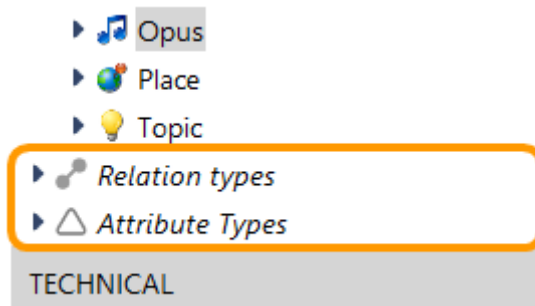 Opus
Place
Topic
Relation types
Attribute Types
TECHNICAL